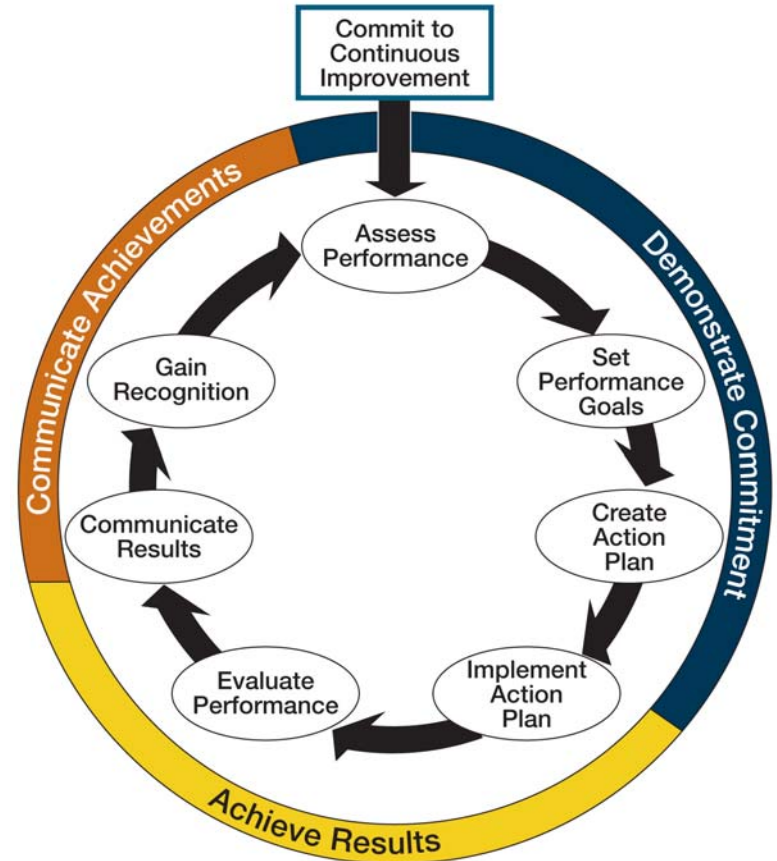 Commit to
Continuous
Improvement
Assess
Performance
Set
Performance
Goals
Create
Action
Plan
Implement
Action
Plan
Evaluate
Performance
Communicate
Results
Gain
Recognition
Demonstrate Commitment
Achieve Results
Communicate Achievements